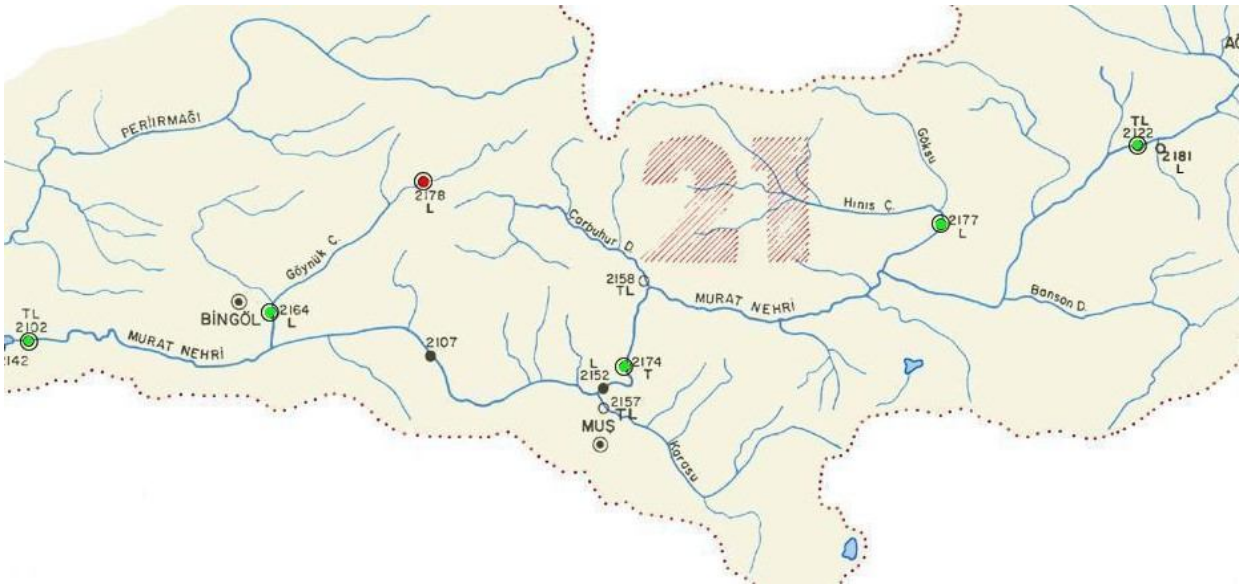 AĞ
21
PERİIRMAĞI
Göksu
TL
2122
2181
L
2178
L
Hınıs Ç.
2177
L
Çarbuhur D.
Göynük C.
2158
TL
MURAT NEHRİ
Banson D.
BİNGÖL
2164
L
TL
2102
2142
MURAT NEHRİ
2107
L
2152
2174
T
2157
TL
MUŞ
Karasu